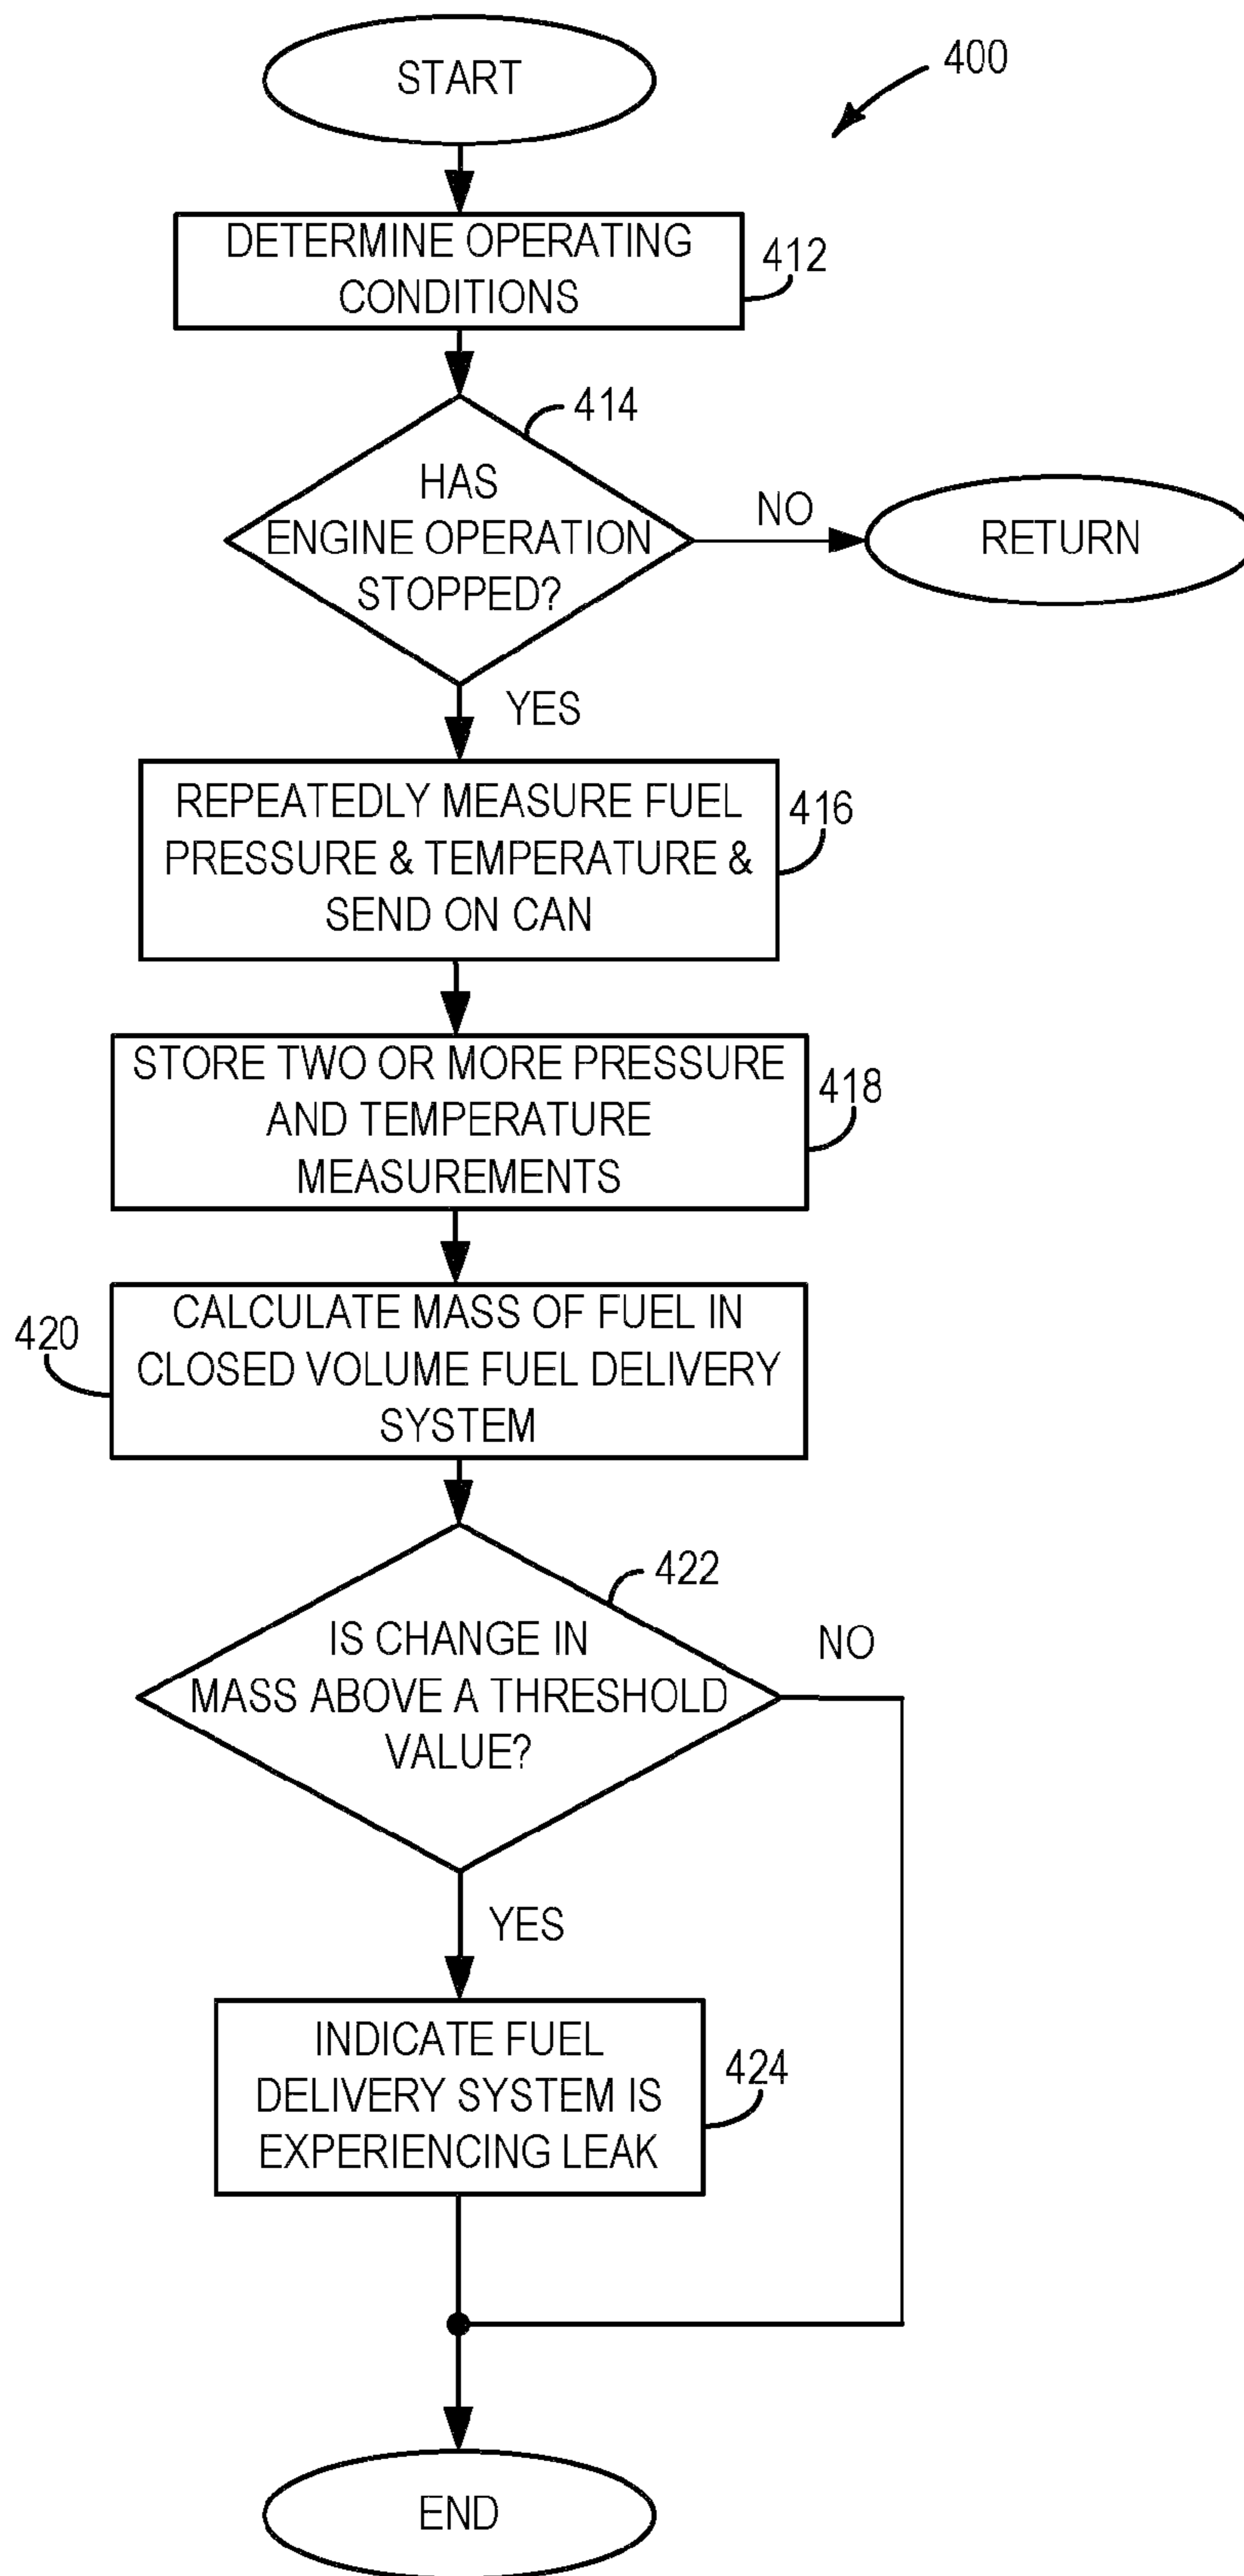 START
400
DETERMINE OPERATING
CONDITIONS
412
414
HAS
ENGINE OPERATION
STOPPED?
NO
RETURN
YES
REPEATEDLY MEASURE FUEL
PRESSURE & TEMPERATURE &
SEND ON CAN
416
STORE TWO OR MORE PRESSURE
AND TEMPERATURE
MEASUREMENTS
418
420
CALCULATE MASS OF FUEL IN
CLOSED VOLUME FUEL DELIVERY
SYSTEM
422
IS CHANGE IN
MASS ABOVE A THRESHOLD
VALUE?
NO
YES
INDICATE FUEL
DELIVERY SYSTEM IS
EXPERIENCING LEAK
424
END